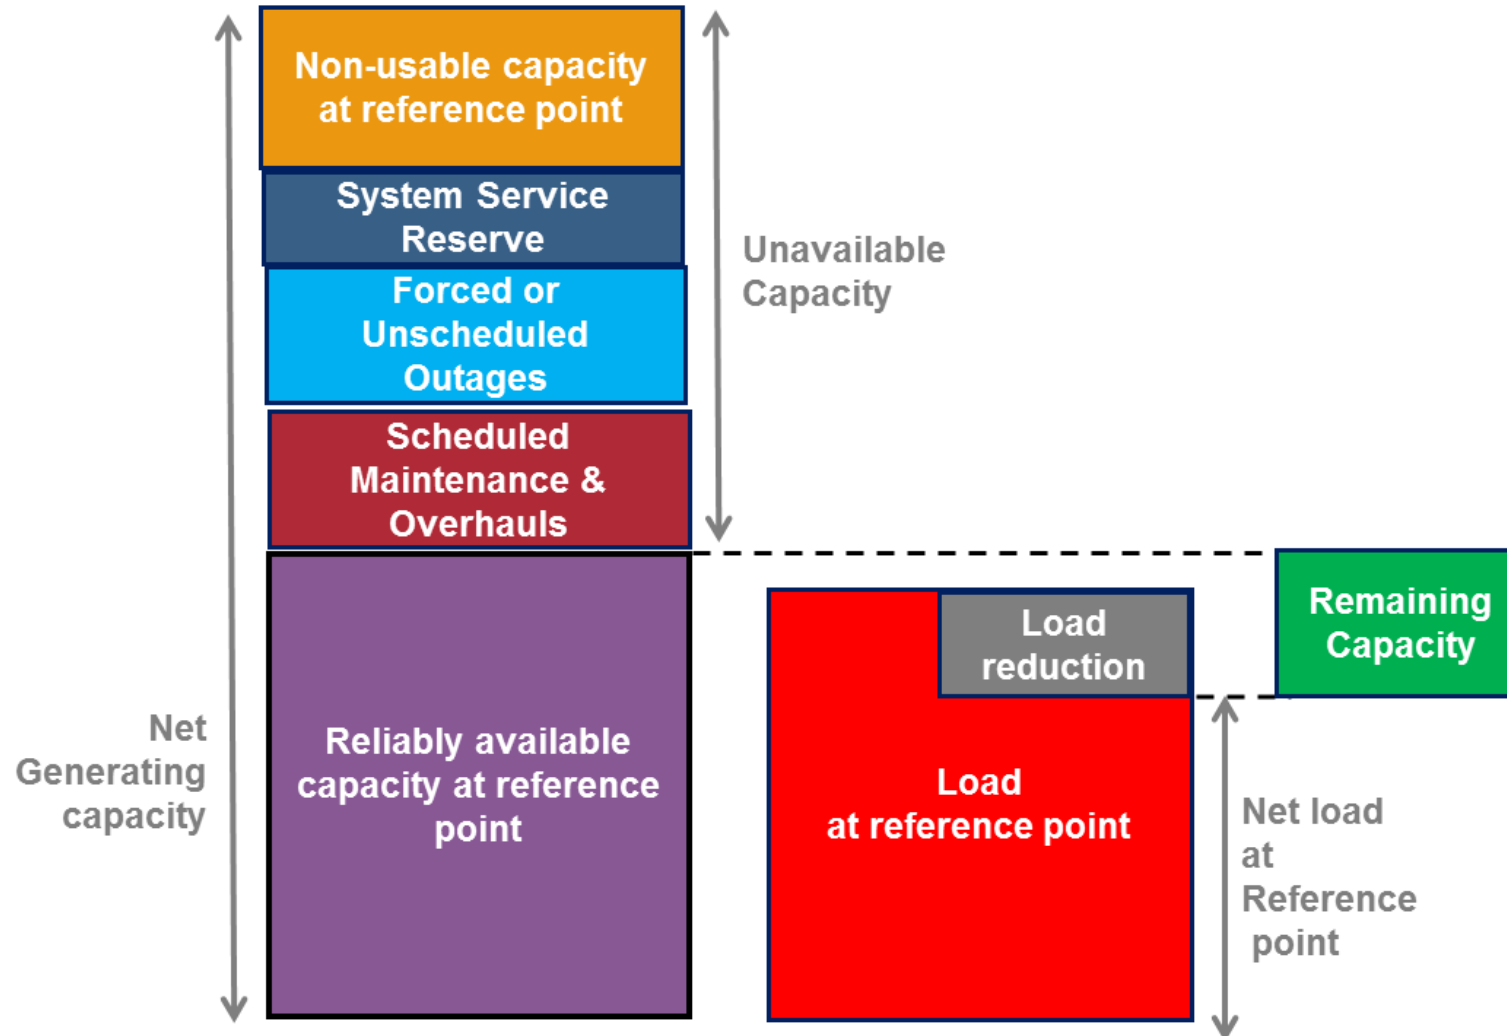 Non-usable capacity
at reference point
System Service
Reserve
Forced or
Unscheduled
Outages
Scheduled
Maintenance &
Overhauls
Reliably available
capacity at reference
point
Net
Generating
capacity
Unavailable
Capacity
Load
reduction
Load
at reference point
Remaining
Capacity
Net load
at
Reference
point